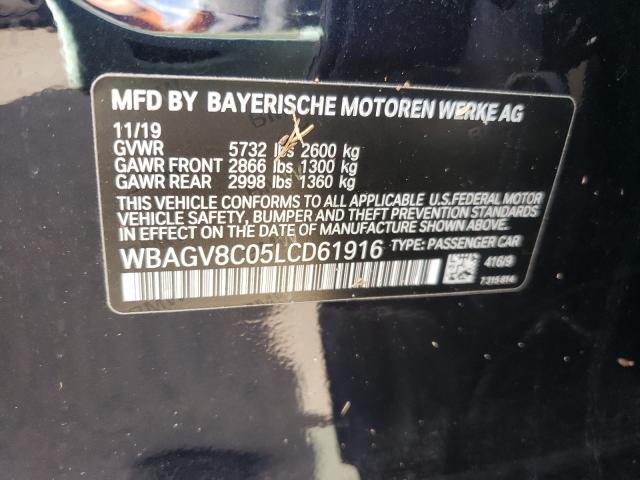 MFD BY BAYERISCHE MOTOREN WERKE AG
11/19
GVWR 5732 lbs 2600 kg
GAWR FRONT 2866 lbs 1300 kg
GAWR REAR 2998 lbs 1360 kg
THIS VEHICLE CONFORMS TO ALL APPLICABLE U.S.FEDERAL MOTOR
VEHICLE SAFETY, BUMPER AND THEFT PREVENTION STANDARDS
IN EFFECT ON THE DATE OF MANUFACTURE SHOWN ABOVE.
WBAGV8C05LCD61916 TYPE: PASSENGER CAR
416/9
7315814